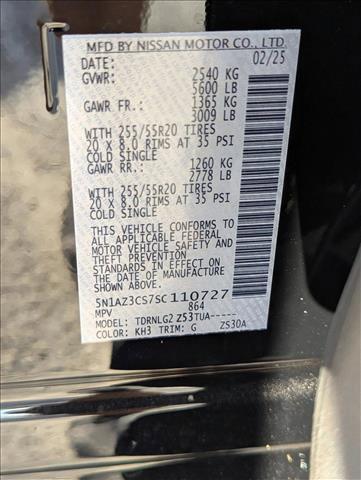 MFD BY NISSAN MOTOR CO., LTD.
DATE: 02/25
GVWR: 2540 KG
5600 LB
GAWR FR.: 1365 KG
3009 LB
WITH 255/55R20 TIRES
20 X 8.0 RIMS AT 35 PSI
COLD SINGLE
GAWR RR.: 1260 KG
2778 LB
WITH 255/55R20 TIRES
20 X 8.0 RIMS AT 35 PSI
COLD SINGLE
THIS VEHICLE CONFORMS TO
ALL APPLICABLE FEDERAL
MOTOR VEHICLE SAFETY AND
THEFT PREVENTION
STANDARDS IN EFFECT ON
THE DATE OF MANUFACTURE
SHOWN ABOVE.
5N1AZ3CS7SC110727
MPV 864
MODEL: TDRNLG2 Z53TUA-----
COLOR: KH3 TRIM: G ZS30A